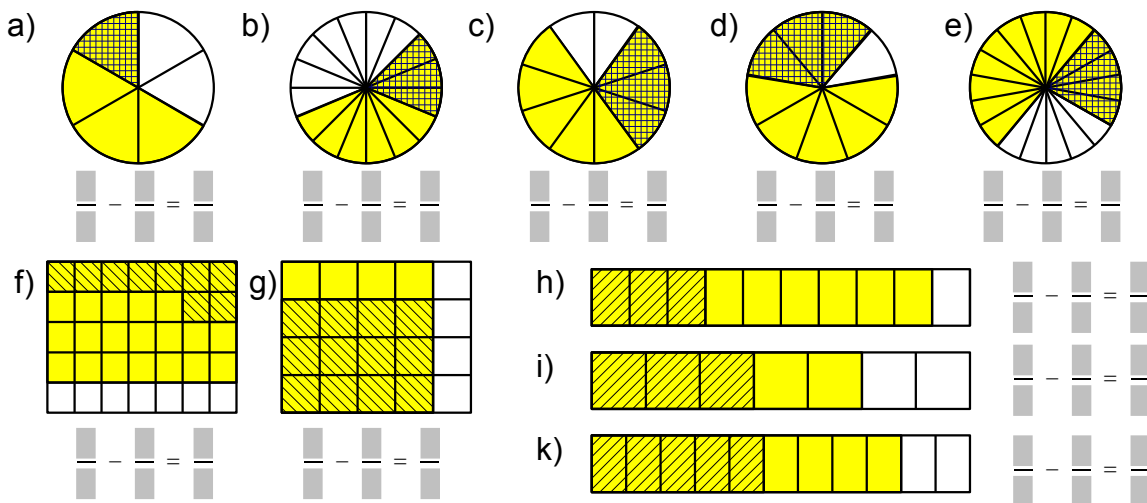 a) b) c) d) e)
− = − = − = − = − =
f) g) h) − =
i) − =
k) − =
− = − =